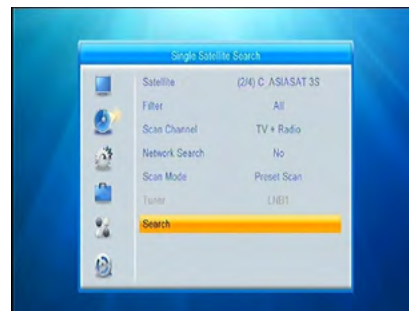 Single Satellite Search
Satellite (2/4) C ASIASAT 3S
Filter All
Scan Channel TV + Radio
Network Search No
Scan Mode Preset Scan
Tuner LNB1
Search